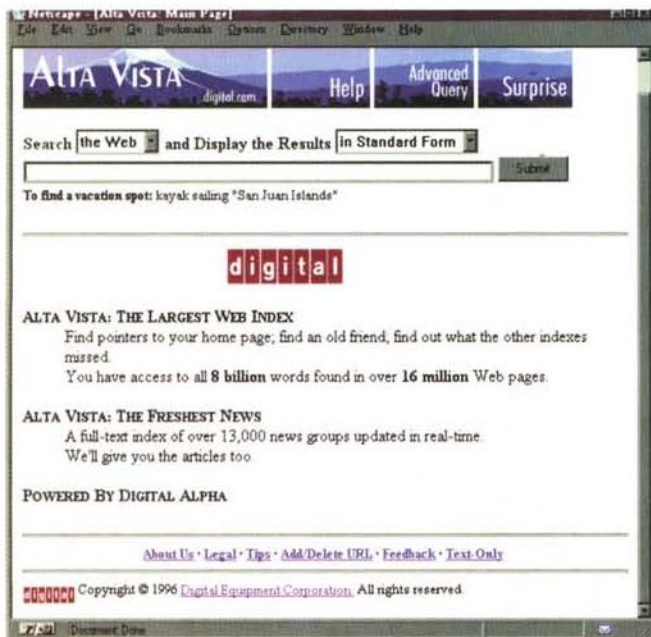 Netscape - [Alta Vista: Main Page]
File Edit View Go Bookmarks Options Directory Window Help
ALTA VISTA digital.com Help Advanced Query Surprise
Search the Web and Display the Results in Standard Form
Submit
To find a vacation spot: kayak sailing "San Juan Islands"
digital
ALTA VISTA: THE LARGEST WEB INDEX
Find pointers to your home page; find an old friend; find out what the other indexes
missed.
You have access to all 8 billion words found in over 16 million Web pages.
ALTA VISTA: THE FRESHEST NEWS
A full-text index of over 13,000 news groups updated in real-time.
We'll give you the articles too.
POWERED BY DIGITAL ALPHA
About Us · Legal · Tips · Add/Delete URL · Feedback · Text-Only
digital Copyright © 1996 Digital Equipment Corporation. All rights reserved.
Document: Done